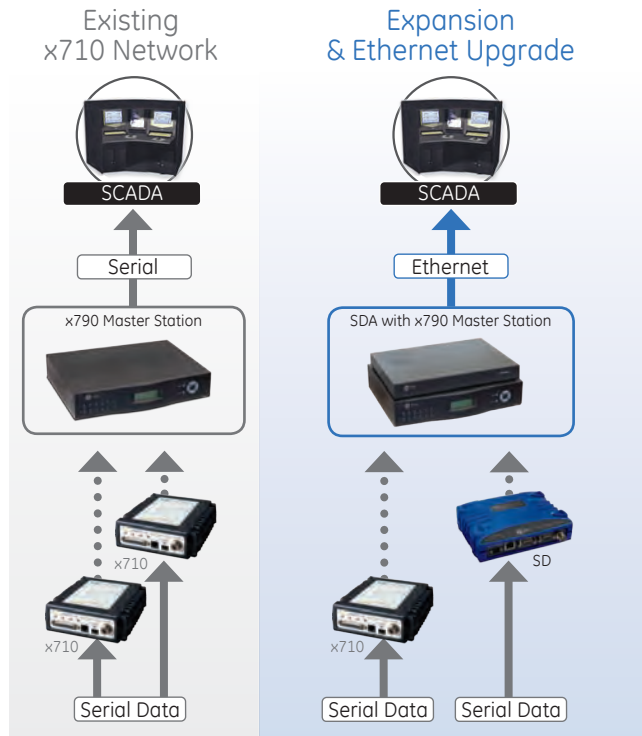 Existing
x710 Network
SCADA
Serial
x790 Master Station
x710
x710
Serial Data
Expansion
& Ethernet Upgrade
SCADA
Ethernet
SDA with x790 Master Station
SD
x710
Serial Data
Serial Data